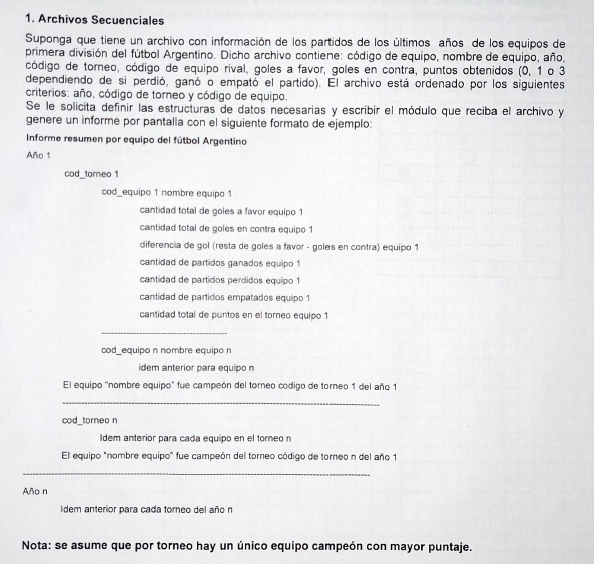 1. Archivos Secuenciales
Suponga que tiene un archivo con información de los partidos de los últimos años de los equipos de
primera división del fútbol Argentino. Dicho archivo contiene: código de equipo, nombre de equipo, año,
código de torneo, código de equipo rival, goles a favor, goles en contra, puntos obtenidos (0, 1 o 3
dependiendo de si perdió, ganó o empató el partido). El archivo está ordenado por los siguientes
criterios: año, código de torneo y código de equipo.
Se le solicita definir las estructuras de datos necesarias y escribir el módulo que reciba el archivo y
genere un informe por pantalla con el siguiente formato de ejemplo:
Informe resumen por equipo del fútbol Argentino
Año 1
cod_torneo 1
cod_equipo 1 nombre equipo 1
cantidad total de goles a favor equipo 1
cantidad total de goles en contra equipo 1
diferencia de gol (resta de goles a favor - goles en contra) equipo 1
cantidad de partidos ganados equipo 1
cantidad de partidos perdidos equipo 1
cantidad de partidos empatados equipo 1
cantidad total de puntos en el torneo equipo 1
cod_equipo n nombre equipo n
idem anterior para equipo n
El equipo "nombre equipo" fue campeón del torneo codigo de torneo 1 del año 1
cod_torneo n
Idem anterior para cada equipo en el torneo n
El equipo "nombre equipo" fue campeón del torneo código de torneo n del año 1
Año n
Idem anterior para cada torneo del año n
Nota: se asume que por torneo hay un único equipo campeón con mayor puntaje.